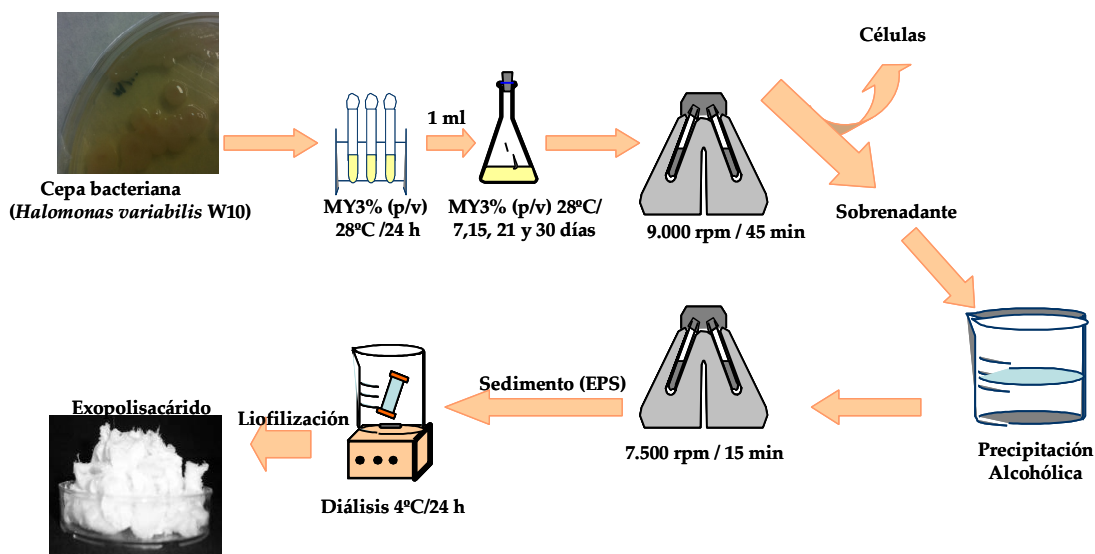 Células
1 ml
Cepa bacteriana
(Halomonas variabilis W10)
MY3% (p/v)
28ºC /24 h
MY3% (p/v) 28ºC/
7,15, 21 y 30 días
9.000 rpm / 45 min
Sobrenadante
Precipitación
Alcohólica
7.500 rpm / 15 min
Sedimento (EPS)
Diálisis 4ºC/24 h
Liofilización
Exopolisacárido